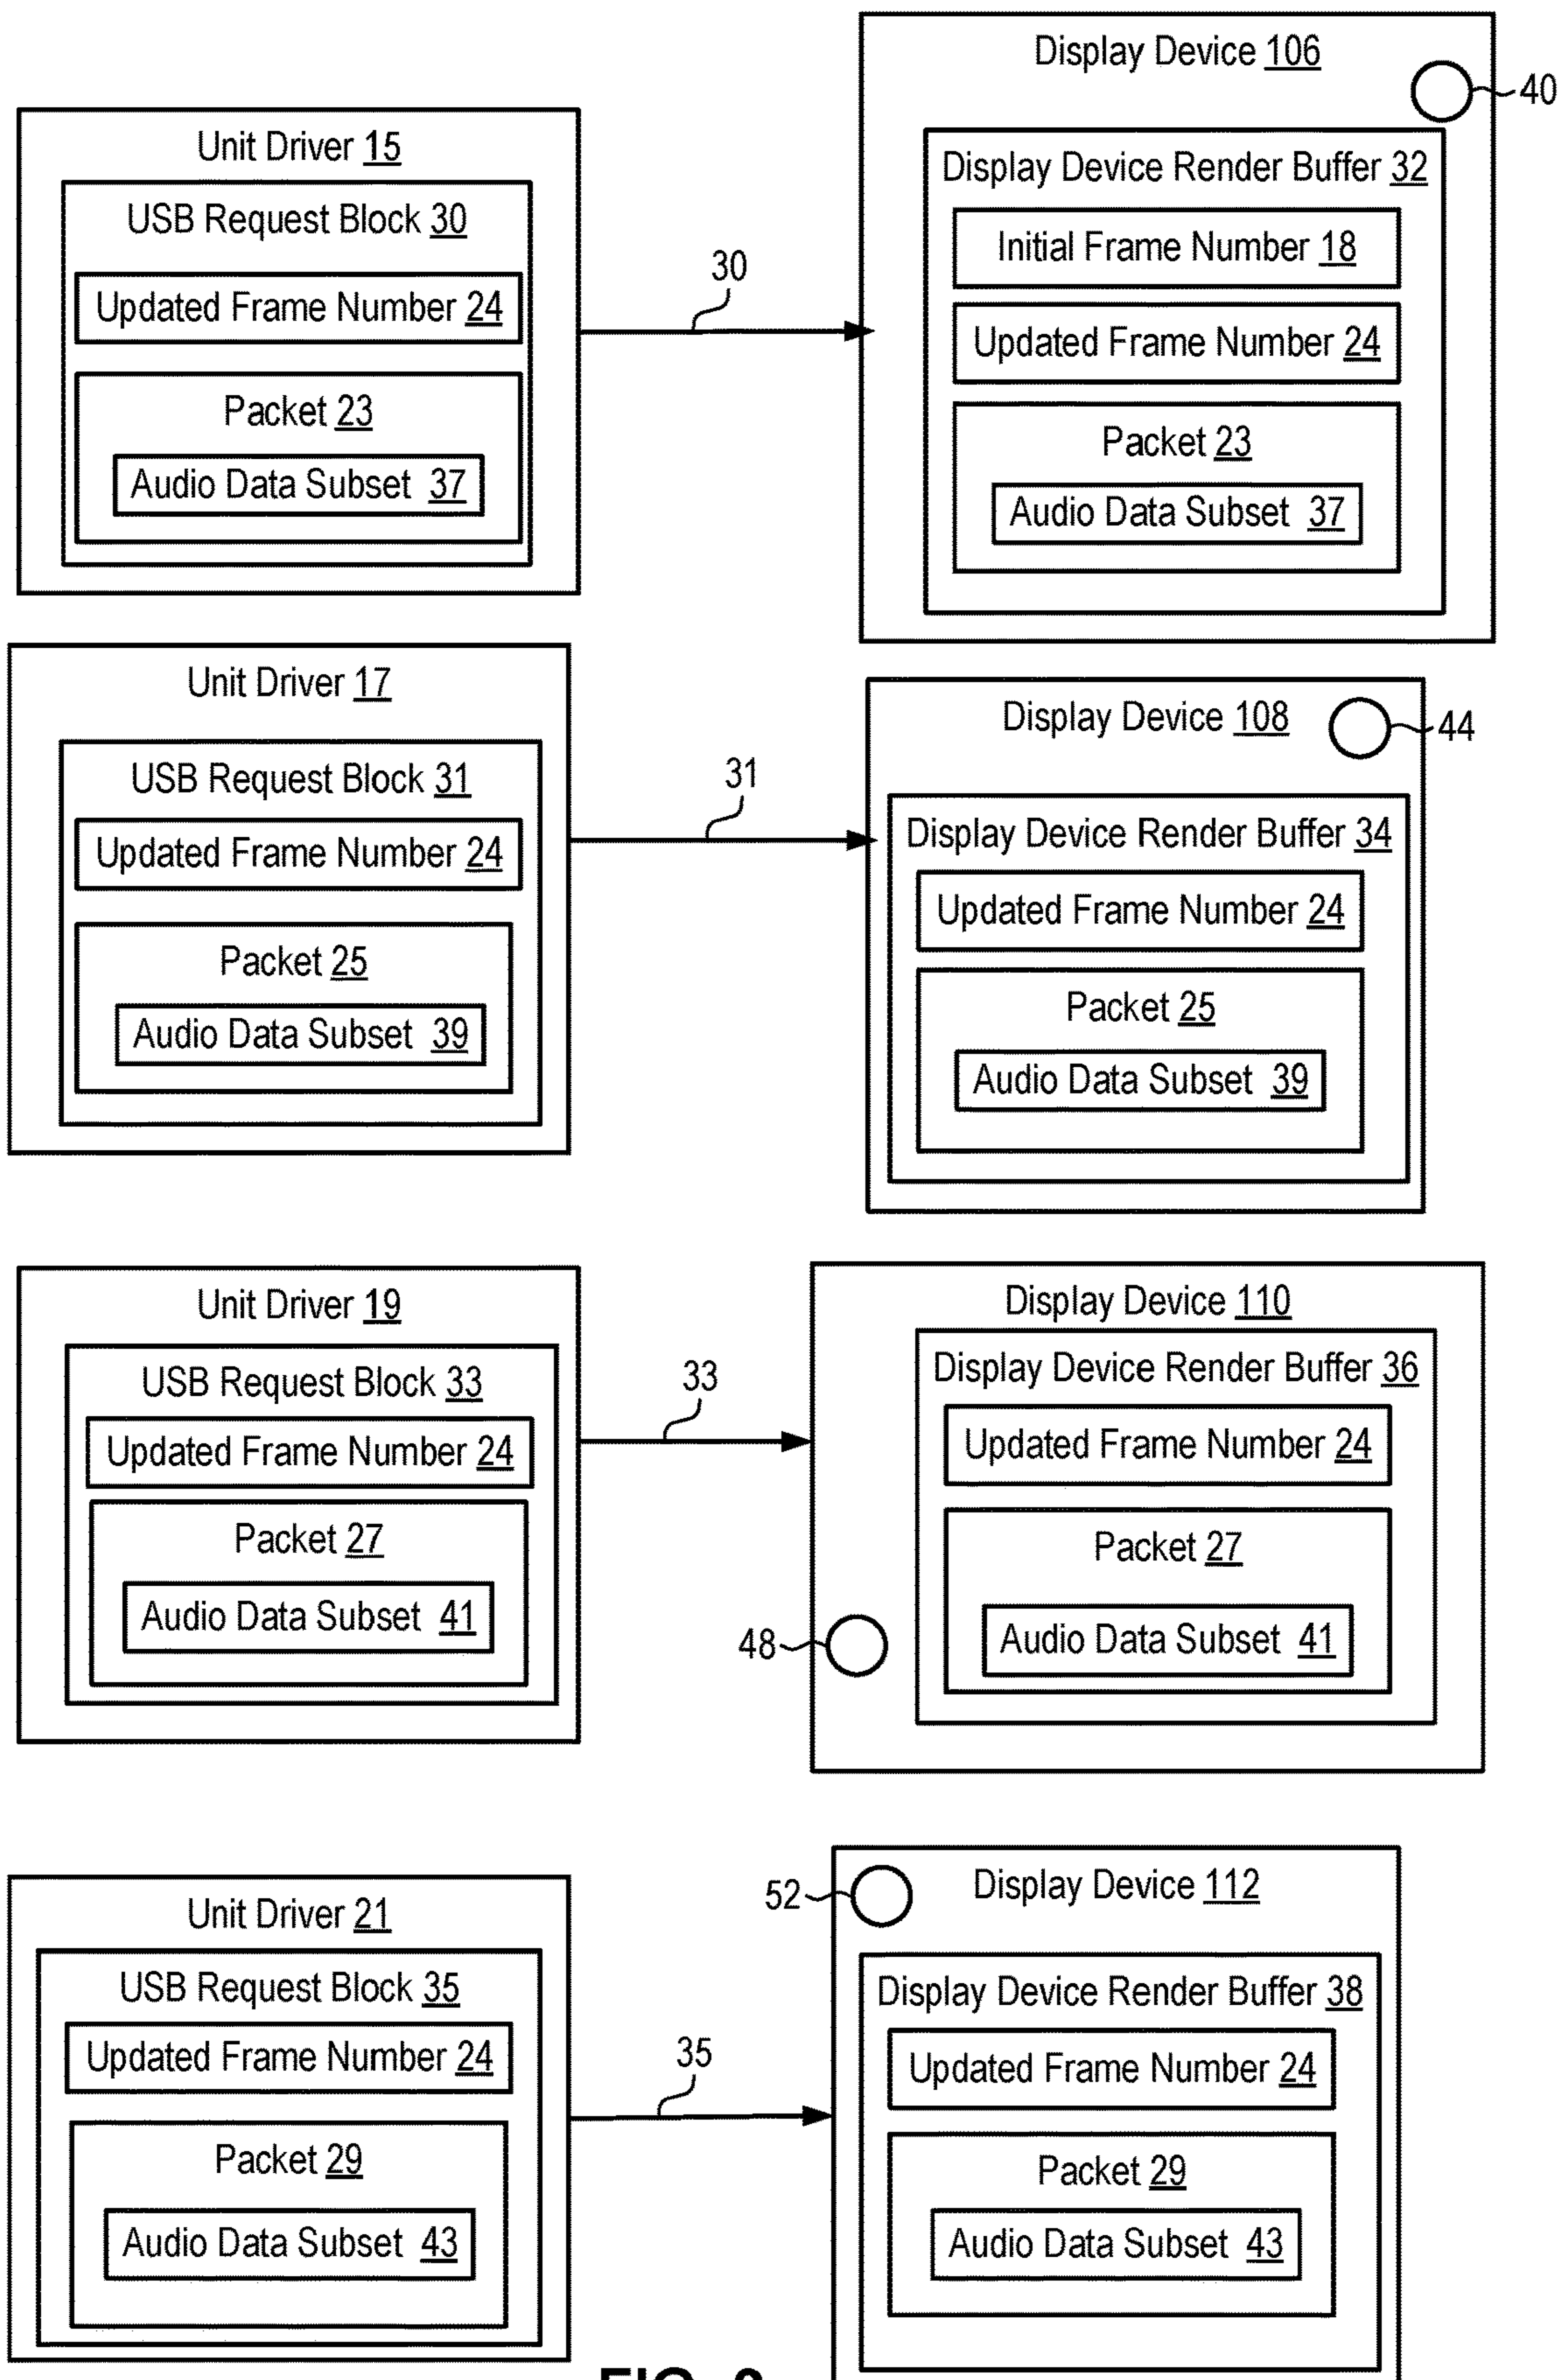 Display Device 106
40
Unit Driver 15
Display Device Render Buffer 32
USB Request Block 30
Initial Frame Number 18
30
Updated Frame Number 24
Updated Frame Number 24
Packet 23
Packet 23
Audio Data Subset 37
Audio Data Subset 37
Unit Driver 17
Display Device 108
44
USB Request Block 31
31
Display Device Render Buffer 34
Updated Frame Number 24
Updated Frame Number 24
Packet 25
Packet 25
Audio Data Subset 39
Audio Data Subset 39
Unit Driver 19
Display Device 110
USB Request Block 33
33
Display Device Render Buffer 36
Updated Frame Number 24
Updated Frame Number 24
Packet 27
Packet 27
Audio Data Subset 41
48
Audio Data Subset 41
52
Display Device 112
Unit Driver 21
USB Request Block 35
Display Device Render Buffer 38
Updated Frame Number 24
35
Updated Frame Number 24
Packet 29
Packet 29
Audio Data Subset 43
Audio Data Subset 43